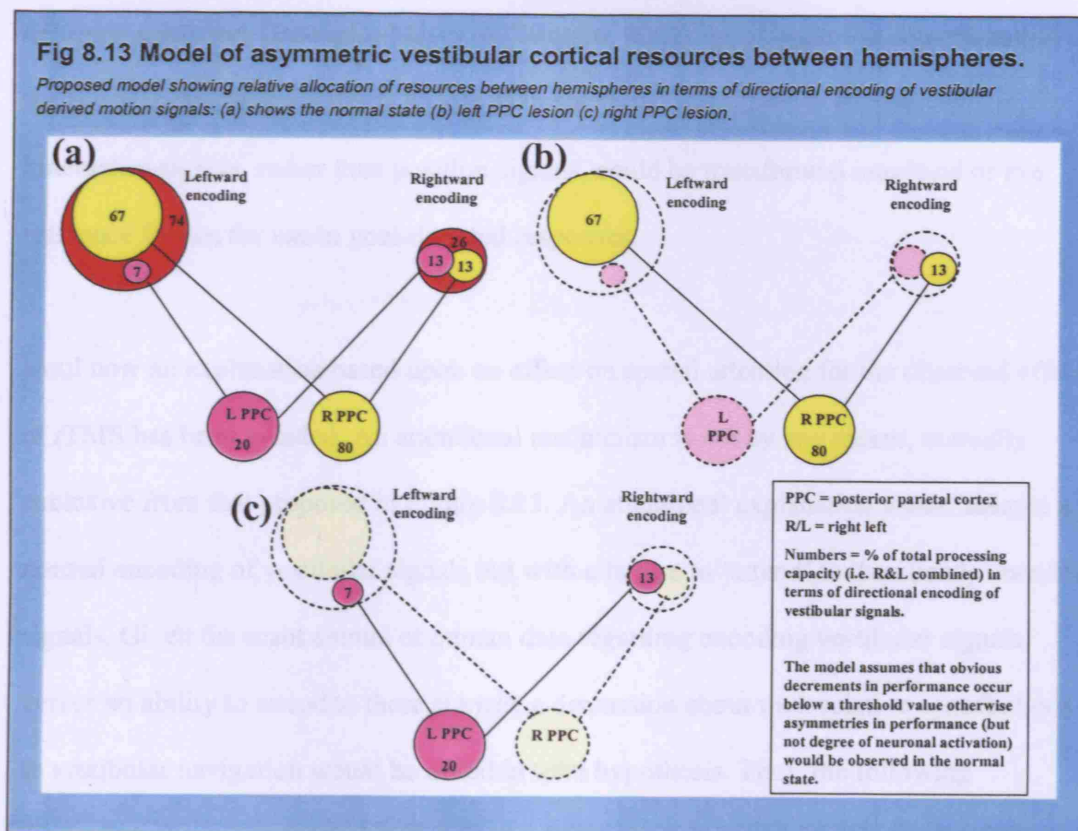 Fig 8.13 Model of asymmetric vestibular cortical resources between hemispheres.
Proposed model showing relative allocation of resources between hemispheres in terms of directional encoding of vestibular
derived motion signals: (a) shows the normal state (b) left PPC lesion (c) right PPC lesion.
(a)
Leftward
encoding
67
74
7
Rightward
encoding
26
13
13
L PPC
20
R PPC
80
(b)
Leftward
encoding
67
Rightward
encoding
13
L
PPC
R PPC
80
(c)
Leftward
encoding
7
Rightward
encoding
13
L PPC
20
R PPC
PPC = posterior parietal cortex
R/L = right left
Numbers = % of total processing
capacity (i.e. R&L combined) in
terms of directional encoding of
vestibular signals.
The model assumes that obvious
decrements in performance occur
below a threshold value otherwise
asymmetries in performance (but
not degree of neuronal activation)
would be observed in the normal
state.